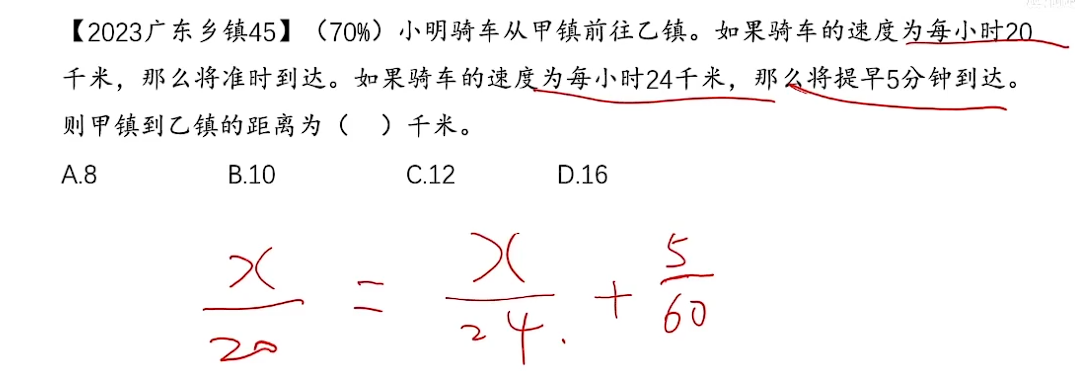 【2023广东乡镇45】（70%）小明骑车从甲镇前往乙镇。如果骑车的速度为每小时20
千米，那么将准时到达。如果骑车的速度为每小时24千米，那么将提早5分钟到达。
则甲镇到乙镇的距离为（ ）千米。
A.8 B.10 C.12 D.16
x/20 = x/24 + 5/60